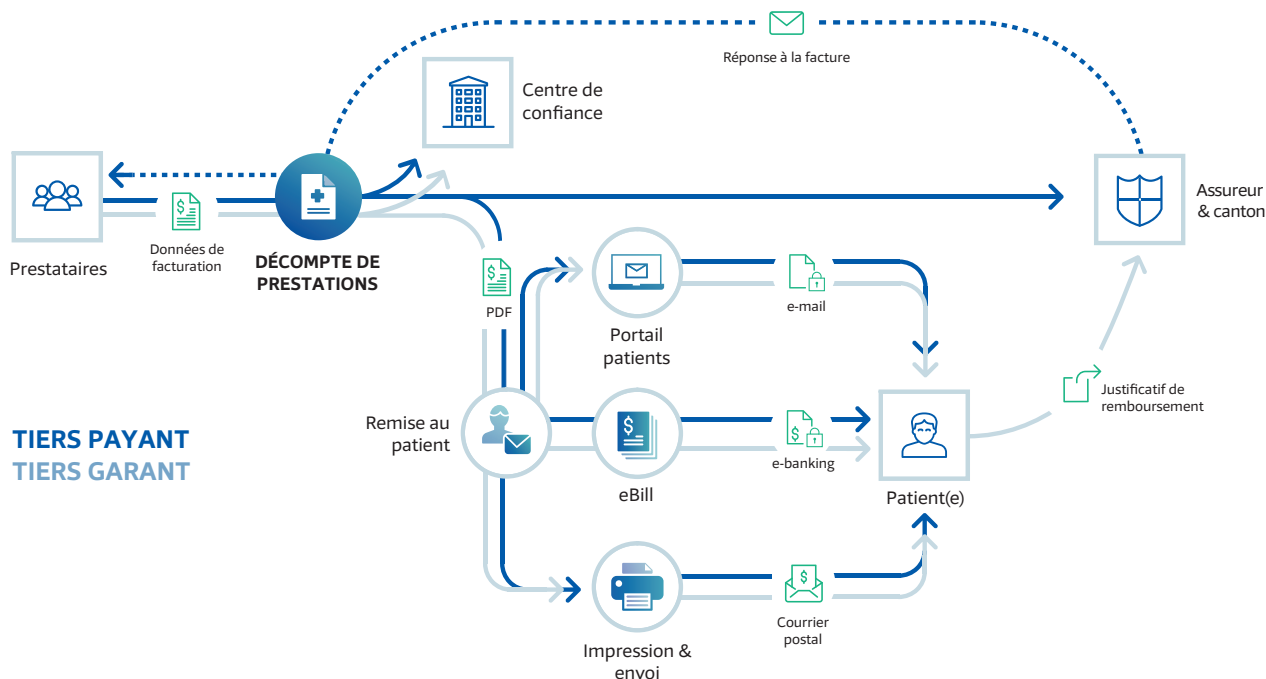 Réponse à la facture
Centre de
confiance
Prestataires
Données de
facturation
DÉCOMPTE DE
PRESTATIONS
Assureur
& canton
$
$
PDF
Portail
patients
e-mail
Remise au
patient
$
eBill
$
e-banking
Patient(e)
Justificatif de
remboursement
TIERS PAYANT
TIERS GARANT
Impression &
envoi
$
Courrier
postal